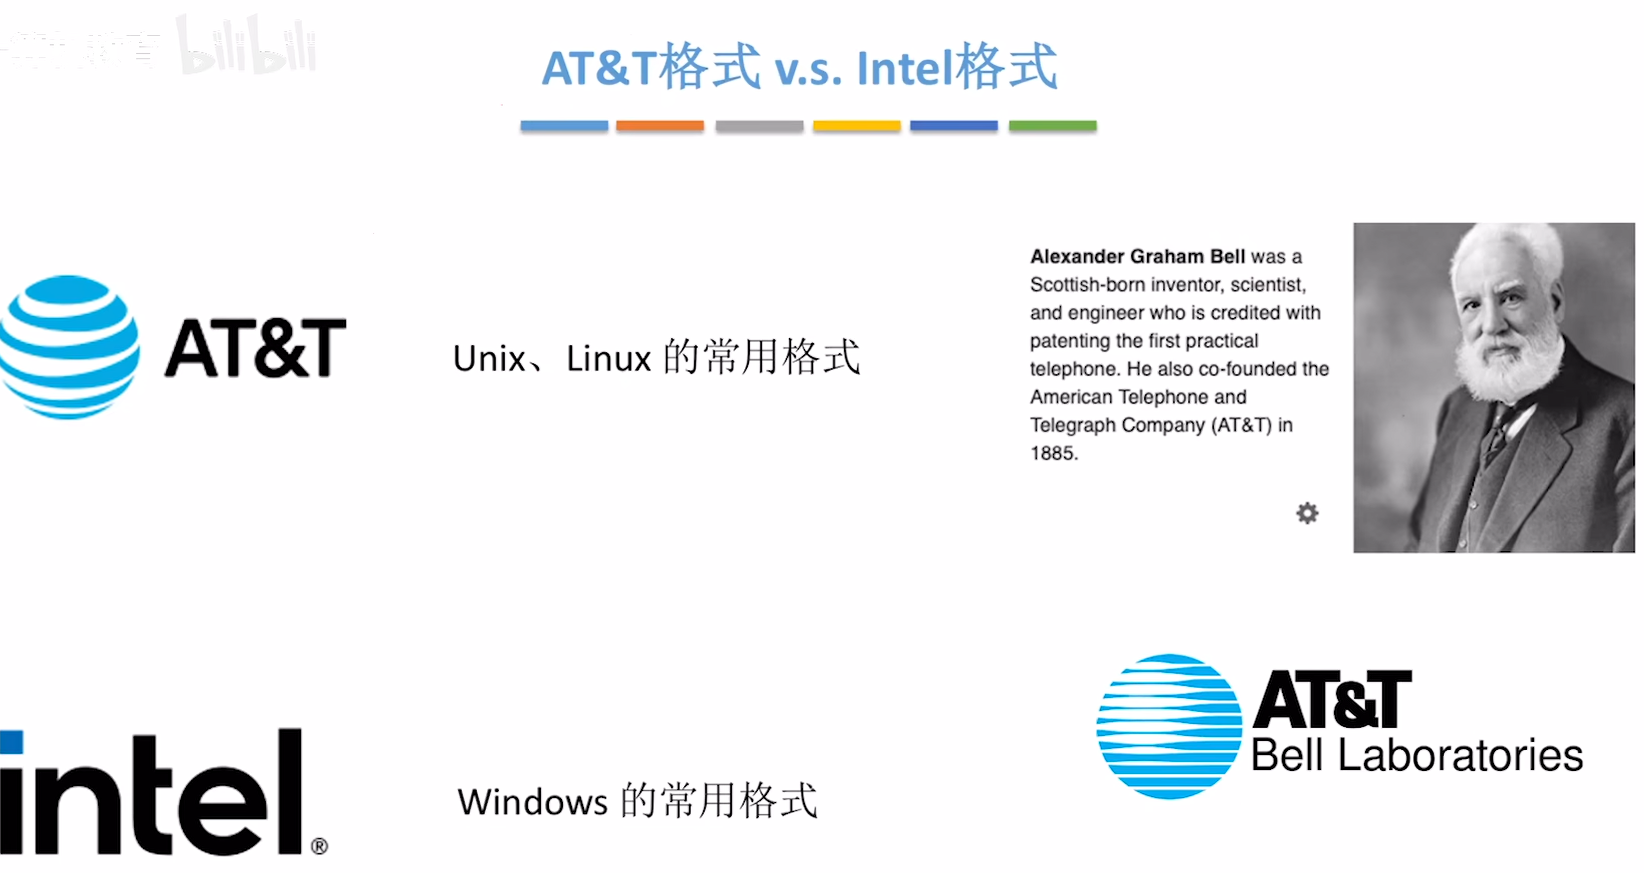 bilibili
AT&T格式 v.s. Intel格式
AT&T
Unix、Linux 的常用格式
Alexander Graham Bell was a
Scottish-born inventor, scientist,
and engineer who is credited with
patenting the first practical
telephone. He also co-founded the
American Telephone and
Telegraph Company (AT&T) in
1885.
AT&T
Bell Laboratories
intel®
Windows 的常用格式